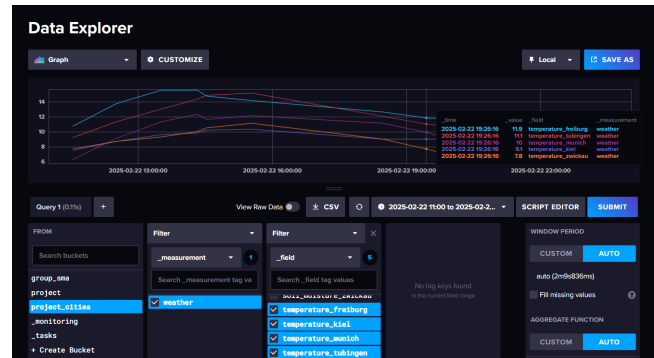 Data Explorer
Graph
CUSTOMIZE
Local
SAVE AS
14
12
10
8
6
2025-02-22 13:00:00
2025-02-22 16:00:00
2025-02-22 19:00:00
2025-02-22 22:00:00
_time _value _field _measurement
2025-02-22 19:26:16 11.9 temperature_freiburg weather
2025-02-22 19:26:16 11.1 temperature_tubingen weather
2025-02-22 19:26:16 10 temperature_munich weather
2025-02-22 19:26:16 9.1 temperature_kiel weather
2025-02-22 19:26:16 7.8 temperature_zwickau weather
Query 1 (0.1s)
+
View Raw Data
CSV
2025-02-22 11:00 to 2025-02-2...
SCRIPT EDITOR
SUBMIT
FROM
Search buckets
group_sma
project
project_cities
_monitoring
_tasks
+ Create Bucket
Filter
_measurement
1
Search _measurement tag va
weather
Filter
_field
5
Search _field tag values
soil_moisture_zwickau
temperature_freiburg
temperature_kiel
temperature_munich
temperature_tubingen
No tag keys found
in the current time range
WINDOW PERIOD
CUSTOM
AUTO
auto (2m9s836ms)
Fill missing values
?
AGGREGATE FUNCTION
CUSTOM
AUTO